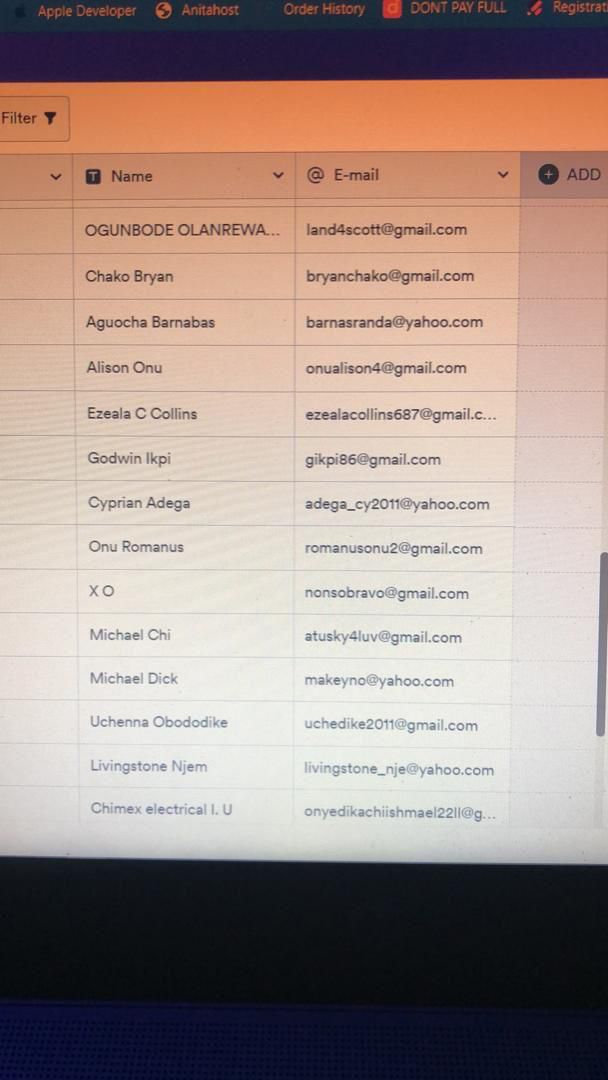 Apple Developer Anitahost Order History DONT PAY FULL Registrat
Filter
Name E-mail ADD
OGUNBODE OLANREWA... land4scott@gmail.com
Chako Bryan bryanchako@gmail.com
Aguocha Barnabas barnasranda@yahoo.com
Alison Onu onualison4@gmail.com
Ezeala C Collins ezealacollins687@gmail.c...
Godwin Ikpi gikpi86@gmail.com
Cyprian Adega adega_cy2011@yahoo.com
Onu Romanus romanusonu2@gmail.com
X O nonsobravo@gmail.com
Michael Chi atusky4luv@gmail.com
Michael Dick makeyno@yahoo.com
Uchenna Obododike uchedike2011@gmail.com
Livingstone Njem livingstone_nje@yahoo.com
Chimex electrical I. U onyedikachiishmael22ll@g...